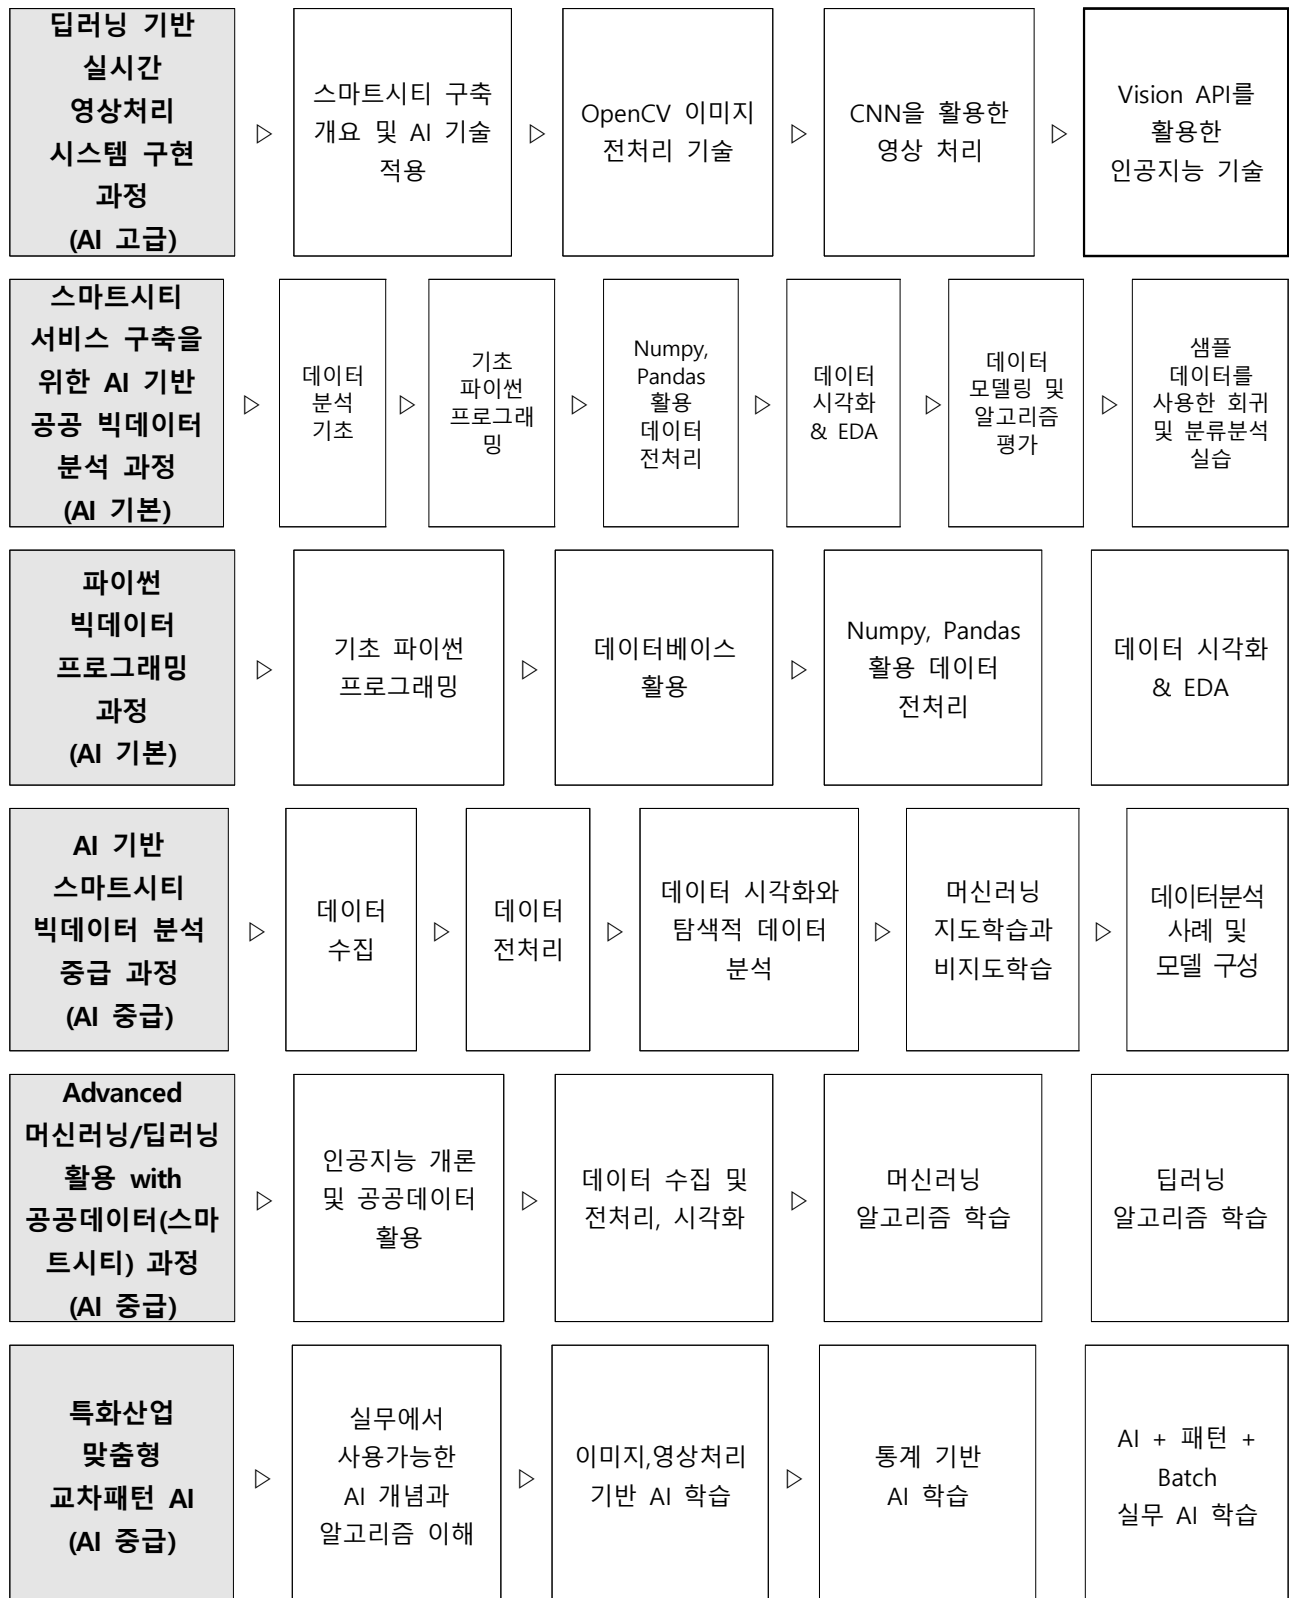 딥러닝 기반
실시간
영상처리
시스템 구현
과정
(AI 고급)
▷
스마트시티 구축
개요 및 AI 기술
적용
▷
OpenCV 이미지
전처리 기술
▷
CNN을 활용한
영상 처리
▷
Vision API를
활용한
인공지능 기술
스마트시티
서비스 구축을
위한 AI 기반
공공 빅데이터
분석 과정
(AI 기본)
▷
데이터
분석
기초
▷
기초
파이썬
프로그래
밍
▷
Numpy,
Pandas
활용
데이터
전처리
▷
데이터
시각화
& EDA
▷
데이터
모델링 및
알고리즘
평가
▷
샘플
데이터를
사용한 회귀
및 분류분석
실습
파이썬
빅데이터
프로그래밍
과정
(AI 기본)
▷
기초 파이썬
프로그래밍
▷
데이터베이스
활용
▷
Numpy, Pandas
활용 데이터
전처리
데이터 시각화
& EDA
AI 기반
스마트시티
빅데이터 분석
중급 과정
(AI 중급)
▷
데이터
수집
▷
데이터
전처리
▷
데이터 시각화와
탐색적 데이터
분석
▷
머신러닝
지도학습과
비지도학습
▷
데이터분석
사례 및
모델 구성
Advanced
머신러닝/딥러닝
활용 with
공공데이터(스마
트시티) 과정
(AI 중급)
▷
인공지능 개론
및 공공데이터
활용
▷
데이터 수집 및
전처리, 시각화
▷
머신러닝
알고리즘 학습
딥러닝
알고리즘 학습
특화산업
맞춤형
교차패턴 AI
(AI 중급)
▷
실무에서
사용가능한
AI 개념과
알고리즘 이해
▷
이미지,영상처리
기반 AI 학습
▷
통계 기반
AI 학습
AI + 패턴 +
Batch
실무 AI 학습